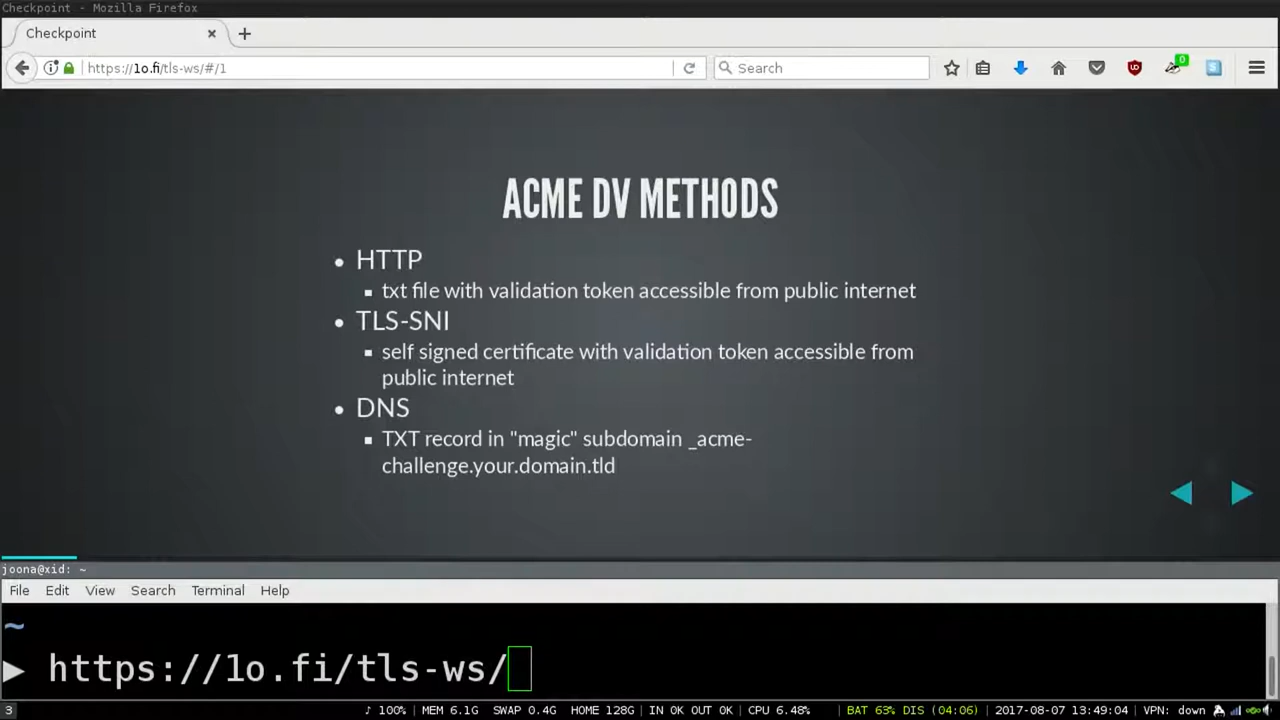 Checkpoint - Mozilla Firefox
Checkpoint
https://1o.fi/tls-ws/#/1
Search
0
S
ACME DV METHODS
HTTP
txt file with validation token accessible from public internet
TLS-SNI
self signed certificate with validation token accessible from
public internet
DNS
TXT record in "magic" subdomain _acme-
challenge.your.domain.tld
joona@xid: ~
File Edit View Search Terminal Help
~
https://1o.fi/tls-ws/
3
♪ 100% | MEM 6.1G | SWAP 0.4G | HOME 128G | IN OK OUT OK | CPU 6.48% | BAT 63% DIS (04:06) | 2017-08-07 13:49:04 | VPN: down